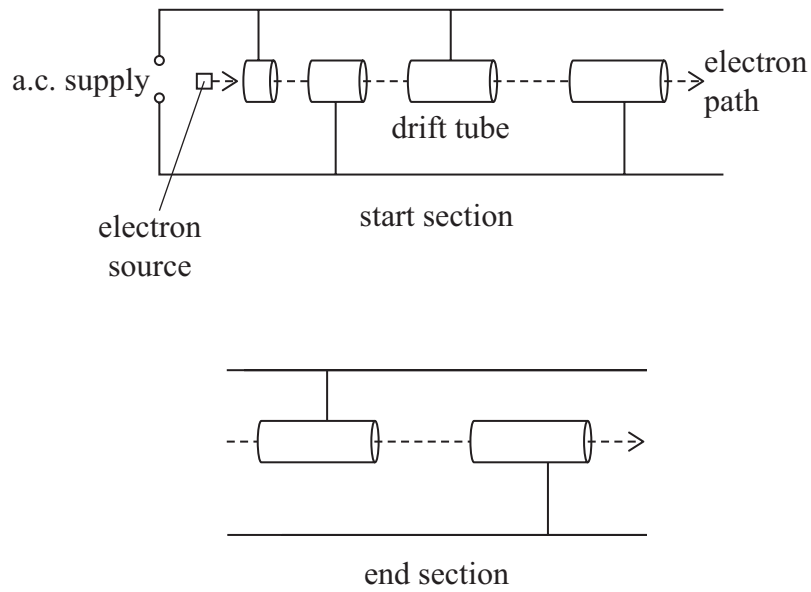 a.c. supply
electron
path
drift tube
start section
electron
source
end section